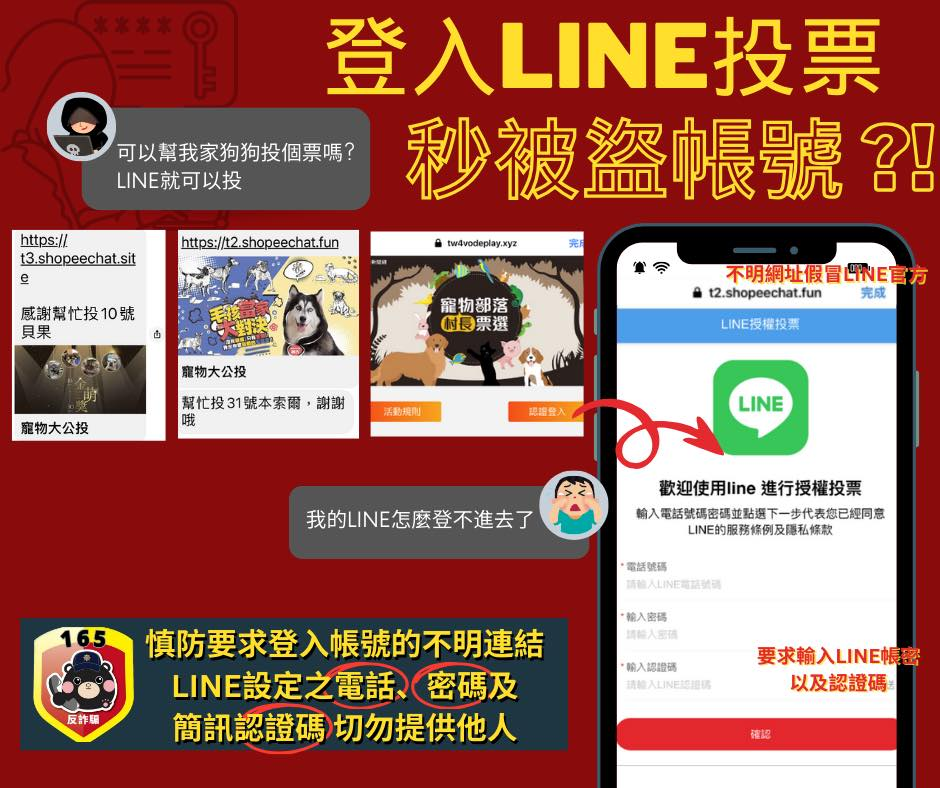 登入LINE投票
秒被盜帳號?!
可以幫我家狗狗投個票嗎?
LINE就可以投
https://
t3.shopeechat.sit
e
感謝幫忙投10號
貝果
金萌獎
寵物大公投
https://t2.shopeechat.fun
毛孩當家
大對決
寵物大公投
幫忙投31號本索爾,謝謝
哦
tw4vodeplay.xyz
完成
寵物部落
村長票選
活動規則
認證登入
不明網址假冒LINE官方
t2.shopeechat.fun
完成
LINE授權投票
LINE
歡迎使用line 進行授權投票
輸入電話號碼密碼並點選下一步代表您已經同意
LINE的服務條例及隱私條款
* 電話號碼
請輸入LINE電話號碼
* 輸入密碼
請輸入密碼
* 輸入認證碼
請輸入LINE認證碼
要求輸入LINE帳密
以及認證碼
送
確認
我的LINE怎麼登不進去了
165
反詐騙
慎防要求登入帳號的不明連結
LINE設定之電話、密碼及
簡訊認證碼 切勿提供他人